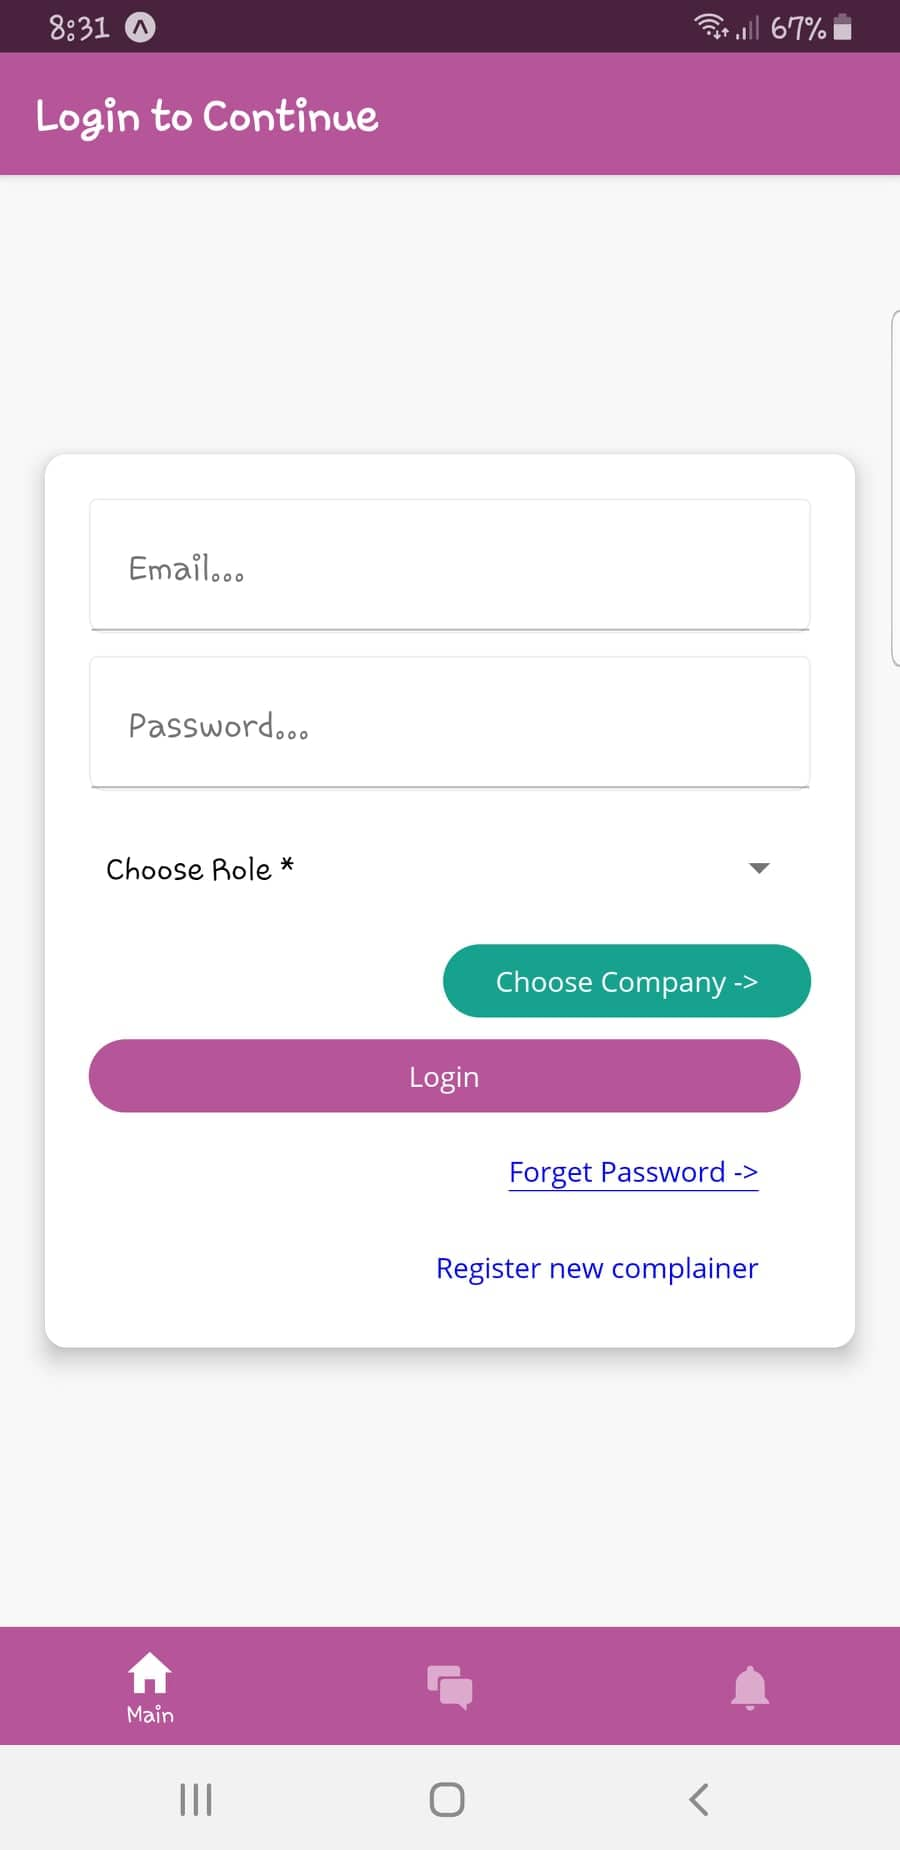 8:31
67%
Login to Continue
Email...
Password...
Choose Role *
Choose Company ->
Login
Forget Password ->
Register new complainer
Main